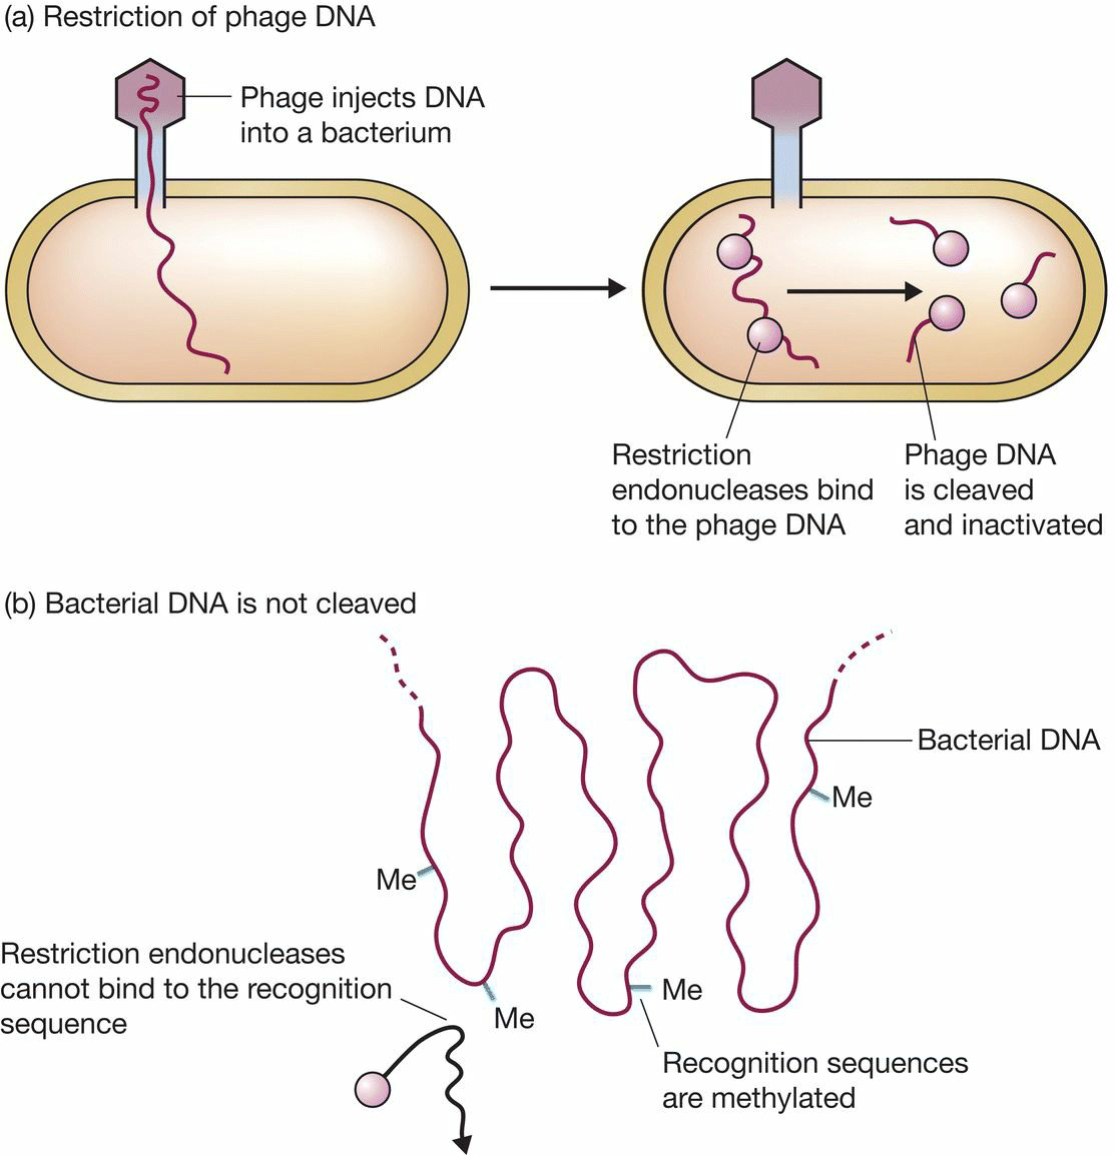 (a) Restriction of phage DNA
Phage injects DNA
into a bacterium
Restriction
endonucleases bind
to the phage DNA
Phage DNA
is cleaved
and inactivated
(b) Bacterial DNA is not cleaved
Bacterial DNA
Me
Me
Restriction endonucleases
cannot bind to the recognition
sequence
Me
Me
Recognition sequences
are methylated